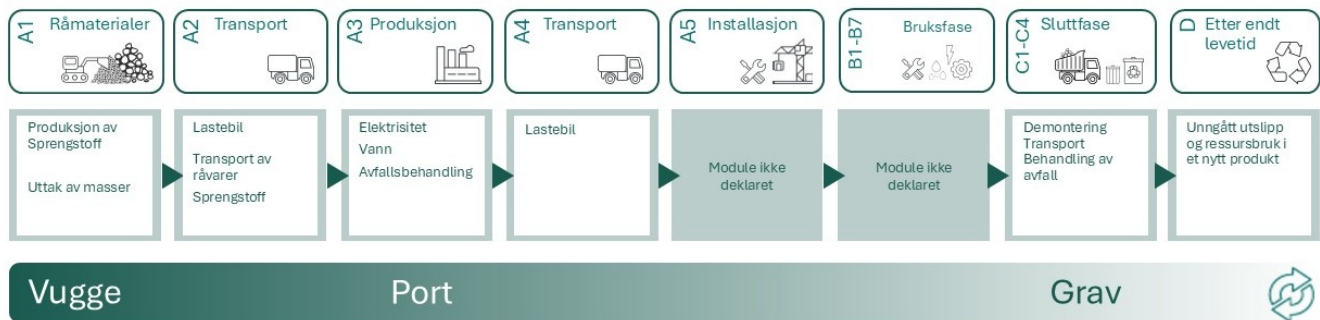 A1 Råmaterialer
A2 Transport
A3 Produksjon
A4 Transport
A5 Installasjon
B1-B7 Bruksfase
C1-C4 Sluttfase
D Etter endt
levetid
Produksjon av
Sprengstoff
Uttak av masser
Lastebil
Transport av
råvarer
Sprengstoff
Elektrisitet
Vann
Avfallsbehandling
Lastebil
Module ikke
deklaret
Module ikke
deklaret
Demontering
Transport
Behandling av
avfall
Unngått utslipp
og ressursbruk i
et nytt produkt
Vugge
Port
Grav